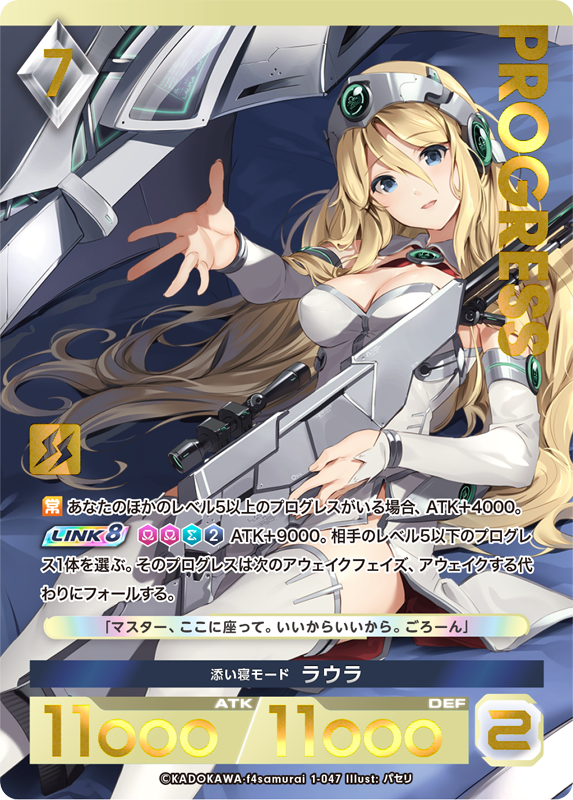 7
PROGRESS
常 あなたのほかのレベル5以上のプログレスがいる場合、ATK+4000。
LINK 8 Ω Ω Σ 2 ATK+9000。相手のレベル5以下のプログレ
ス1体を選ぶ。そのプログレスは次のアウェイクフェイズ、アウェイクする代
わりにフォールする。
「マスター、ここに座って。いいからいいから。ごろーん」
添い寝モード ラウラ
ATK DEF
11000 11000 2
©KADOKAWA-f4samurai 1-047 Illust: パセリ